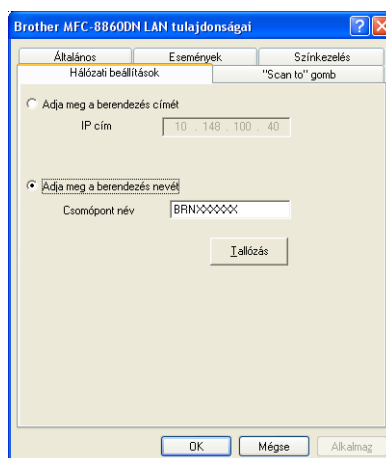 Brother MFC-8860DN LAN tulajdonságai
Általános Események Színkezelés
Hálózati beállítások "Scan to" gomb
Adja meg a berendezés címét
IP cím 10 . 148 . 100 . 40
Adja meg a berendezés nevét
Csomópont név BRNXXXXXX
Tallózás
OK Mégse Alkalmaz